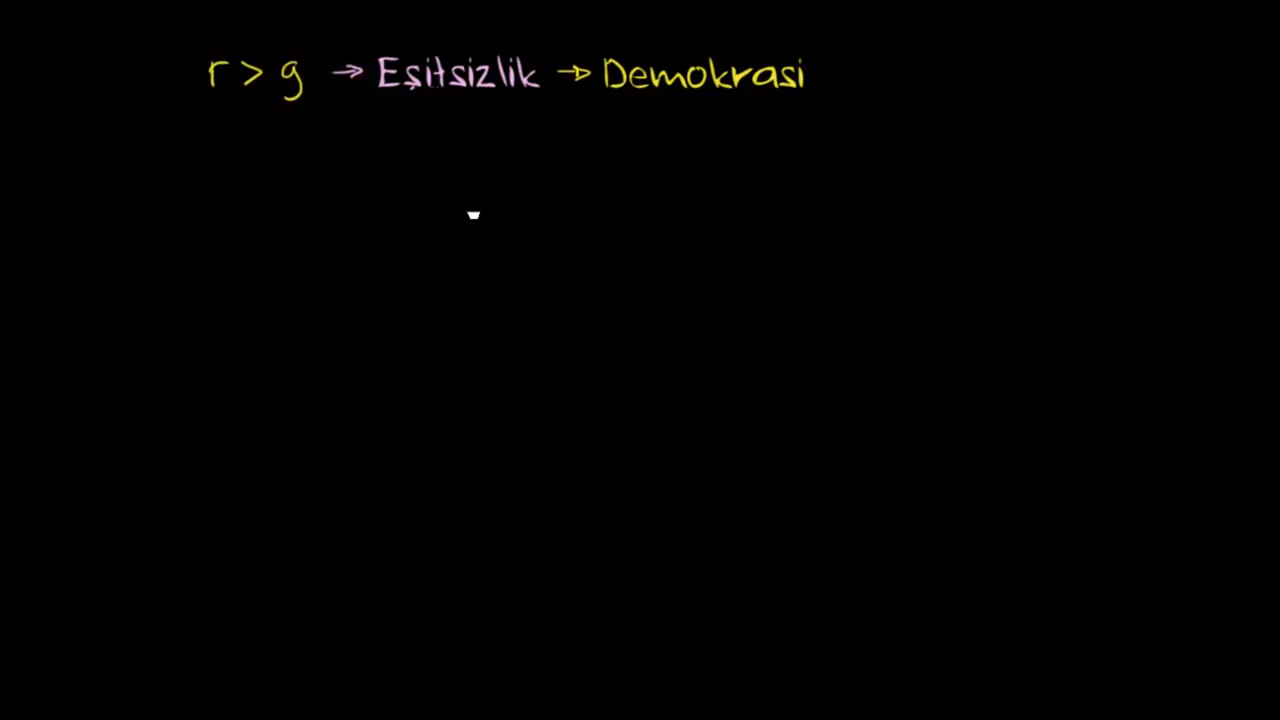 r > g → Eşitsizlik → Demokrasi